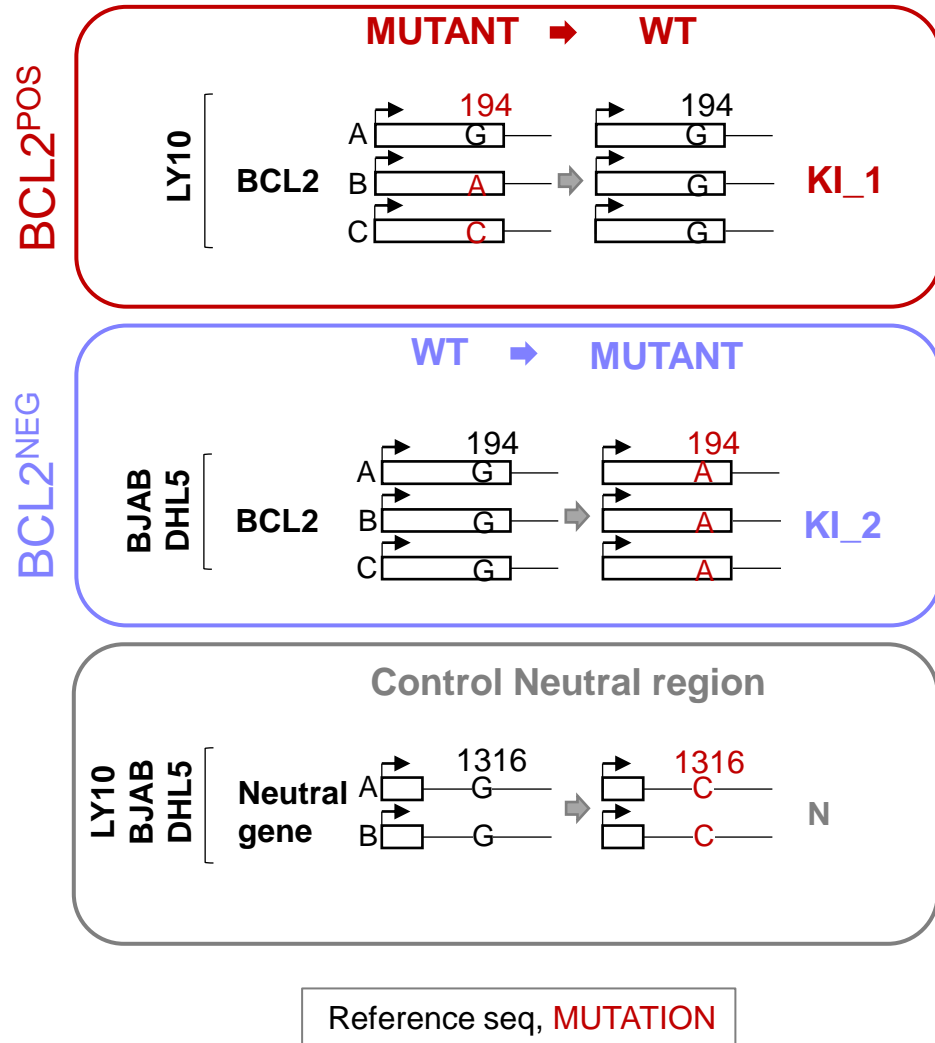 BCL2POS
MUTANT WT
LY10
BCL2
194 194
A G G
B A G
C C G
KI_1
BCL2NEG
WT MUTANT
BJAB
DHL5
BCL2
194 194
A G A
B G A
C G A
KI_2
Control Neutral region
LY10
BJAB
DHL5
Neutral
gene
1316 1316
A G C
B G C
N
Reference seq, MUTATION